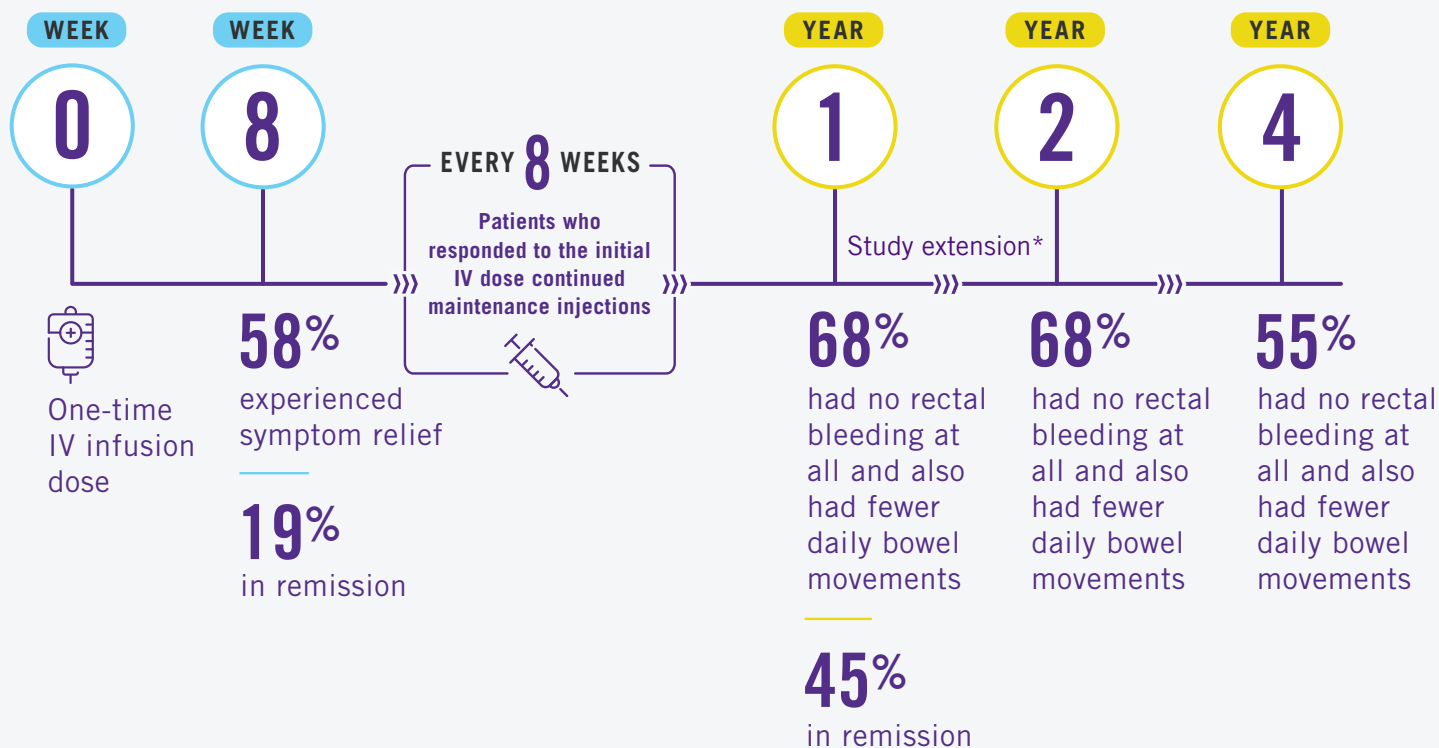 WEEK
0
One-time
IV infusion
dose
WEEK
8
58%
experienced
symptom relief
19%
in remission
EVERY 8 WEEKS
Patients who
responded to the initial
IV dose continued
maintenance injections
YEAR
1
68%
had no rectal
bleeding at
all and also
had fewer
daily bowel
movements
45%
in remission
Study extension*
YEAR
2
68%
had no rectal
bleeding at
all and also
had fewer
daily bowel
movements
YEAR
4
55%
had no rectal
bleeding at
all and also
had fewer
daily bowel
movements